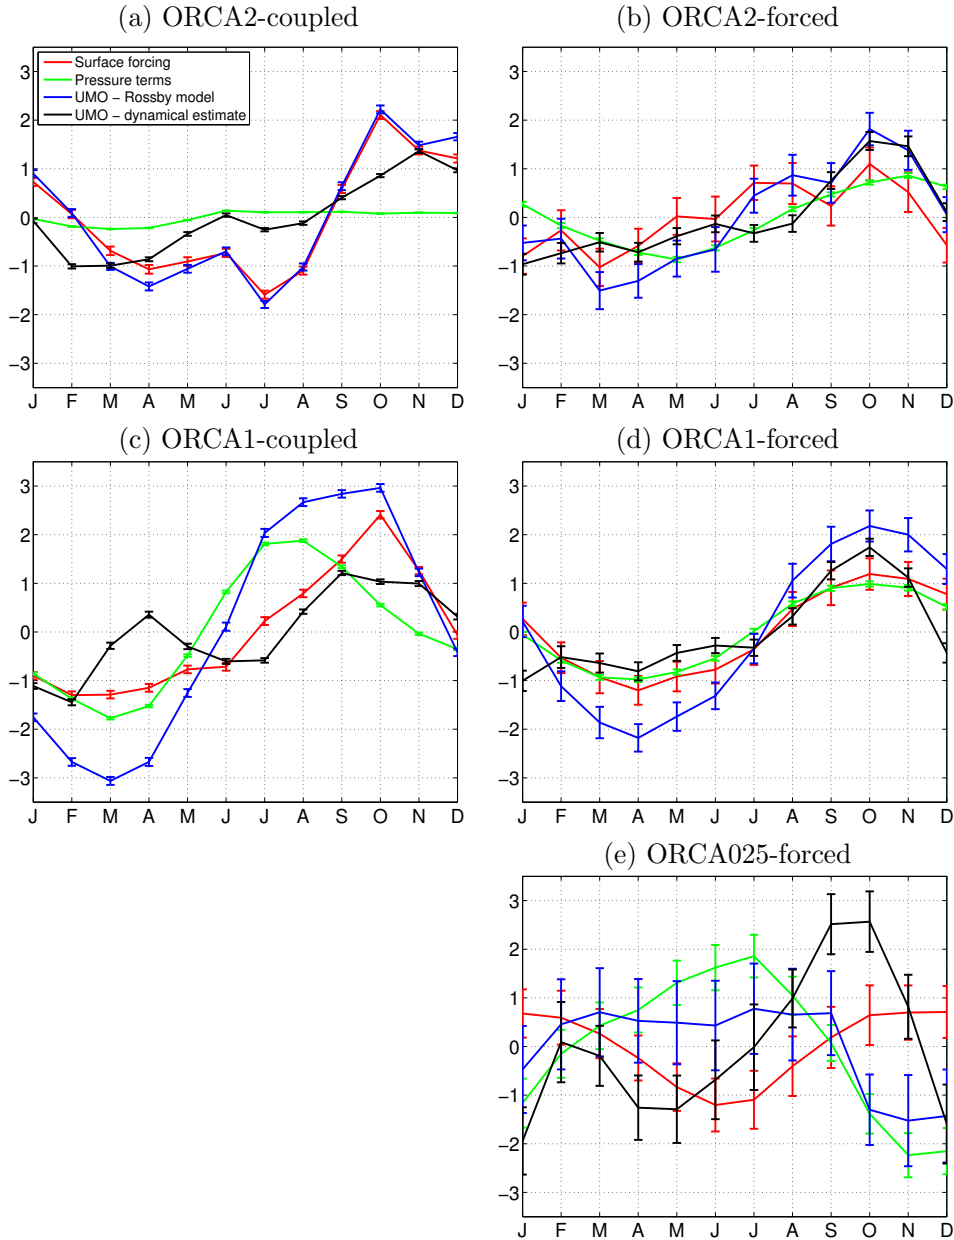 (a) ORCA2-coupled
3
2
1
0
−1
−2
−3
Surface forcing
Pressure terms
UMO − Rossby model
UMO − dynamical estimate
J F M A M J J A S O N D
(b) ORCA2-forced
3
2
1
0
−1
−2
−3
J F M A M J J A S O N D
(c) ORCA1-coupled
3
2
1
0
−1
−2
−3
J F M A M J J A S O N D
(d) ORCA1-forced
3
2
1
0
−1
−2
−3
J F M A M J J A S O N D
(e) ORCA025-forced
3
2
1
0
−1
−2
−3
J F M A M J J A S O N D